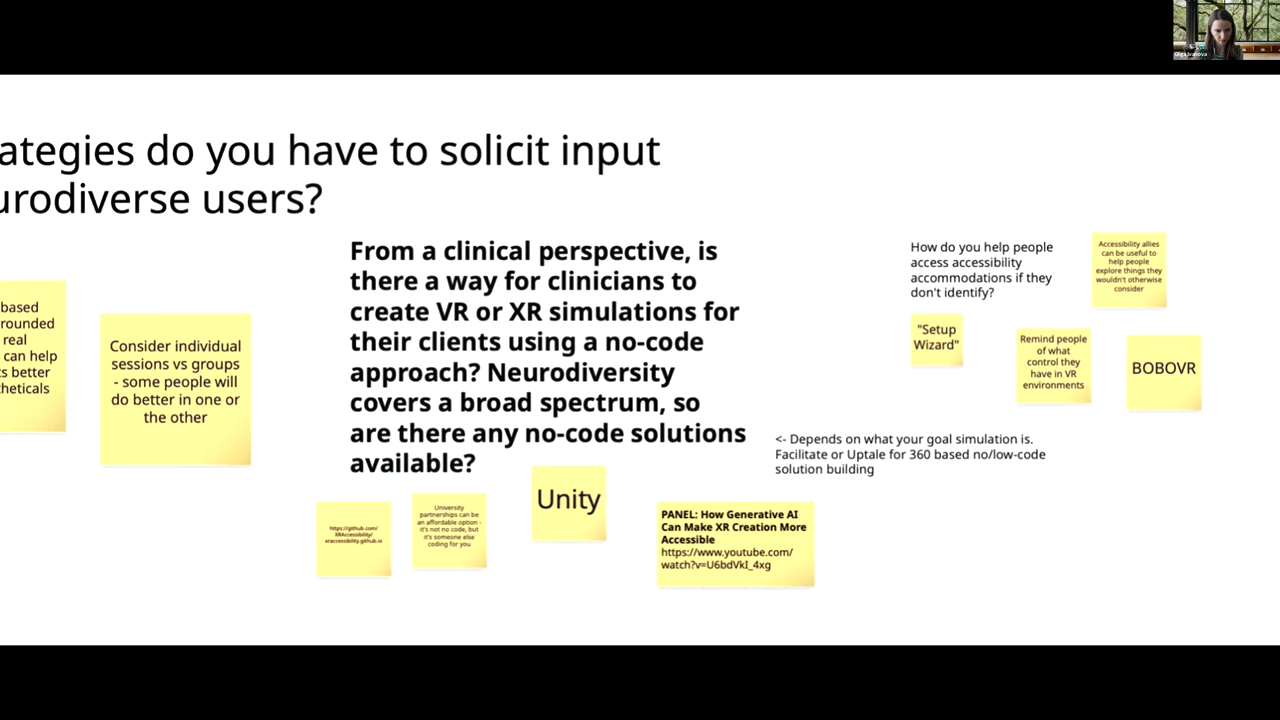 Olga Ivanova
ategies do you have to solicit input
urodiverse users?
based
rounded
real
can help
s better
heticals
Consider individual
sessions vs groups
- some people will
do better in one or
the other
From a clinical perspective, is
there a way for clinicians to
create VR or XR simulations for
their clients using a no-code
approach? Neurodiversity
covers a broad spectrum, so
are there any no-code solutions
available?
https://github.com/
XRAccessibility/
xraccessibility.github.io
University
partnerships can be
an affordable option -
it's not no code, but
it's someone else
coding for you
Unity
PANEL: How Generative AI
Can Make XR Creation More
Accessible
https://www.youtube.com/
watch?v=U6bdVkI_4xg
<- Depends on what your goal simulation is.
Facilitate or Uptale for 360 based no/low-code
solution building
How do you help people
access accessibility
accommodations if they
don't identify?
"Setup
Wizard"
Accessibility allies
can be useful to
help people
explore things they
wouldn't otherwise
consider
Remind people
of what
control they
have in VR
environments
BOBOVR